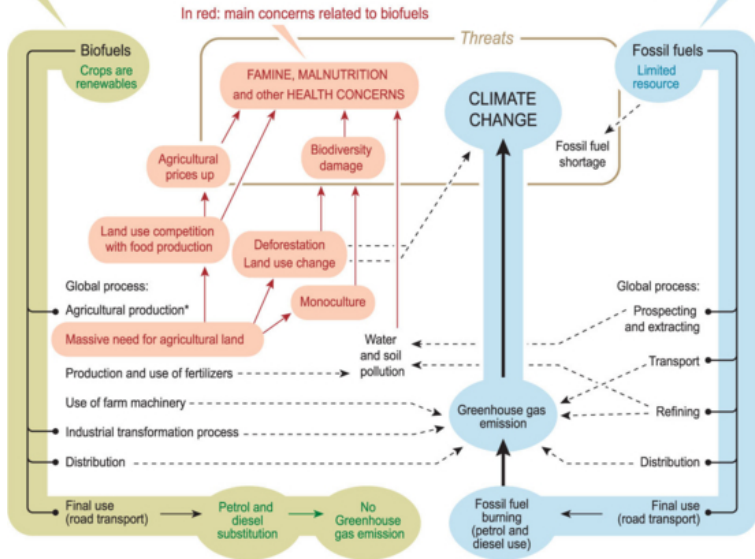 In red: main concerns related to biofuels
Threats
Biofuels
Crops are
renewables
FAMINE, MALNUTRITION
and other HEALTH CONCERNS
CLIMATE
CHANGE
Fossil fuels
Limited
resource
Agricultural
prices up
Biodiversity
damage
Fossil fuel
shortage
Land use competition
with food production
Deforestation
Land use change
Global process:
Agricultural production*
Monoculture
Massive need for agricultural land
Water
and soil
pollution
Global process:
Prospecting
and extracting
Production and use of fertilizers
Transport
Use of farm machinery
Greenhouse gas
emission
Refining
Industrial transformation process
Distribution
Distribution
Final use
(road transport)
Petrol and
diesel
substitution
No
Greenhouse
gas emission
Fossil fuel
burning
(petrol and
diesel use)
Final use
(road transport)